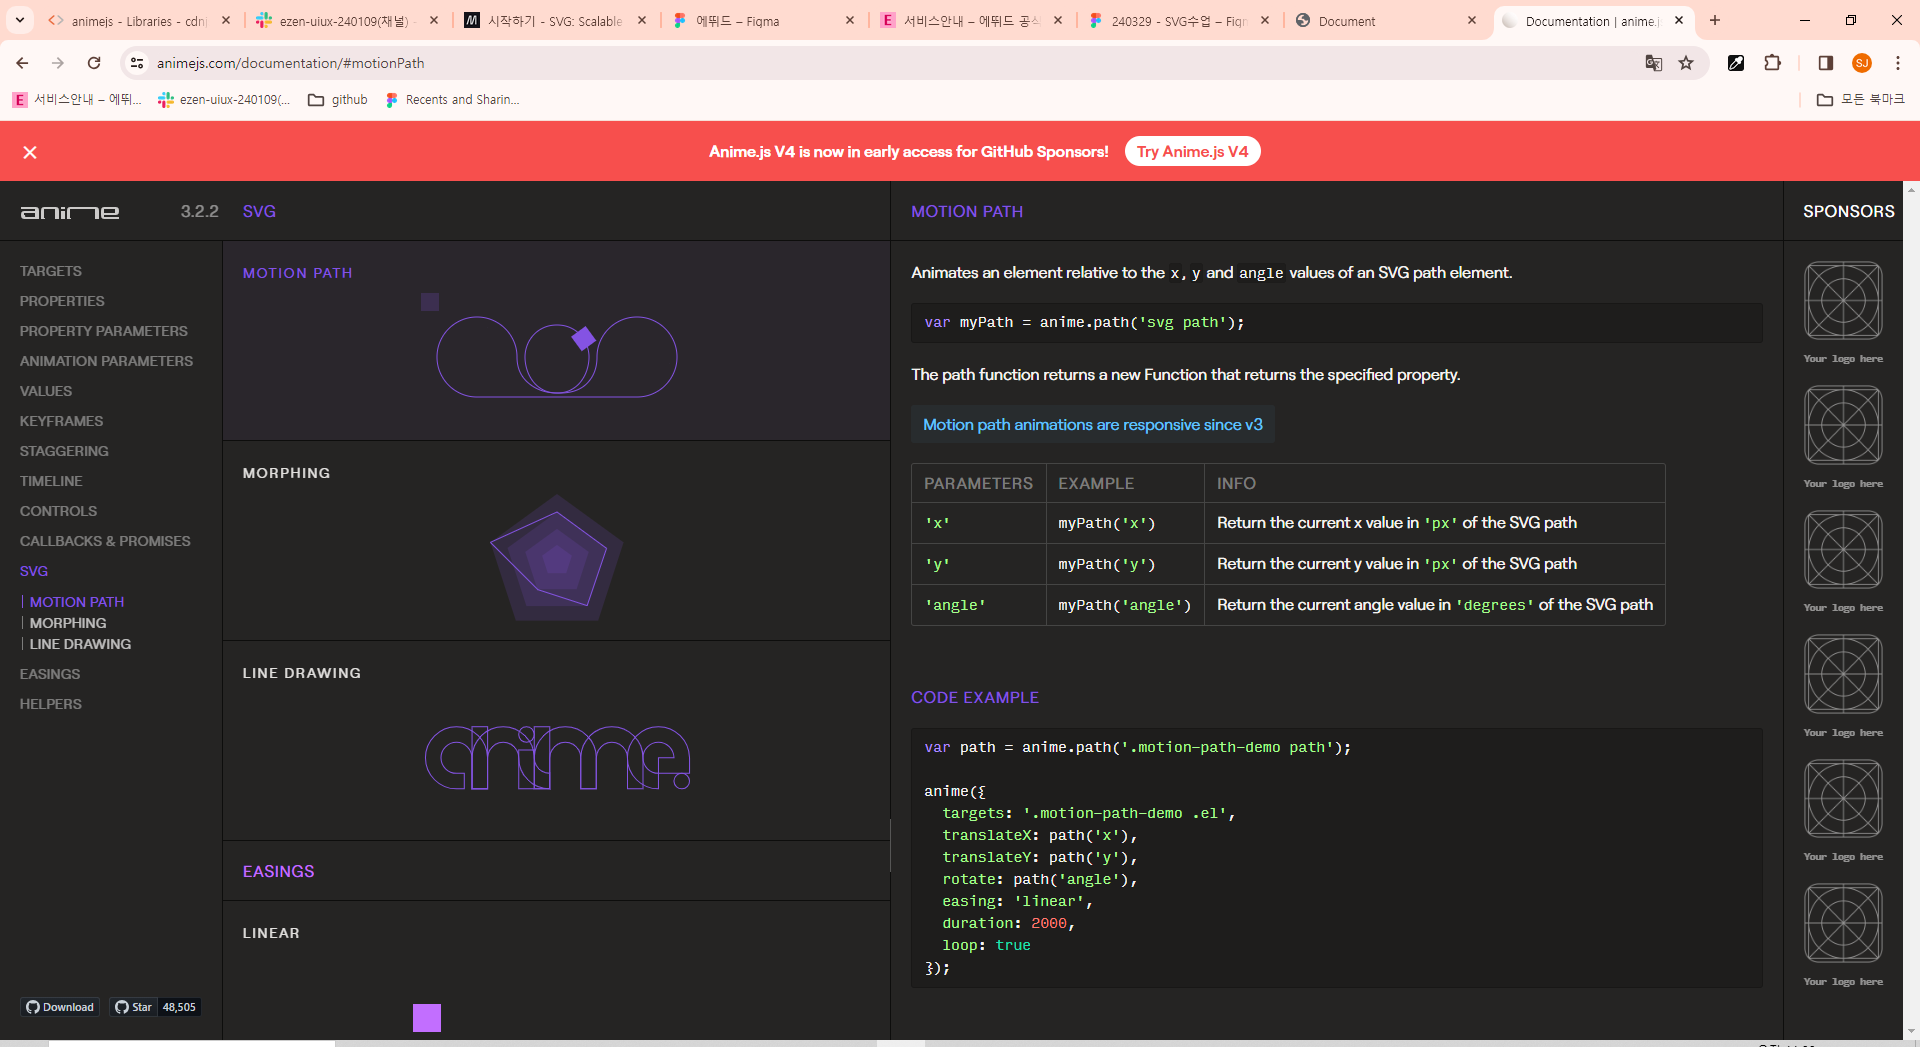 animejs - Libraries - cdnj
ezen-uiux-240109(채널) -
시작하기 - SVG: Scalable
에뛰드 – Figma
서비스안내 – 에뛰드 공식
240329 - SVG수업 – Fign
Document
Documentation | anime.j
animejs.com/documentation/#motionPath
SJ
서비스안내 – 에뛰...
ezen-uiux-240109(...
github
Recents and Sharin...
모든 북마크
Anime.js V4 is now in early access for GitHub Sponsors!
Try Anime.js V4
anime
3.2.2
SVG
MOTION PATH
SPONSORS
TARGETS
PROPERTIES
PROPERTY PARAMETERS
ANIMATION PARAMETERS
VALUES
KEYFRAMES
STAGGERING
TIMELINE
CONTROLS
CALLBACKS & PROMISES
SVG
MOTION PATH
MORPHING
LINE DRAWING
EASINGS
HELPERS
Download
Star
48,505
MOTION PATH
MORPHING
LINE DRAWING
anime.
EASINGS
LINEAR
Animates an element relative to the x, y and angle values of an SVG path element.
var myPath = anime.path('svg path');
The path function returns a new Function that returns the specified property.
Motion path animations are responsive since v3
PARAMETERS EXAMPLE INFO
'x' myPath('x') Return the current x value in 'px' of the SVG path
'y' myPath('y') Return the current y value in 'px' of the SVG path
'angle' myPath('angle') Return the current angle value in 'degrees' of the SVG path
CODE EXAMPLE
var path = anime.path('.motion-path-demo path');
anime({
targets: '.motion-path-demo .el',
translateX: path('x'),
translateY: path('y'),
rotate: path('angle'),
easing: 'linear',
duration: 2000,
loop: true
});
Your logo here
Your logo here
Your logo here
Your logo here
Your logo here
Your logo here